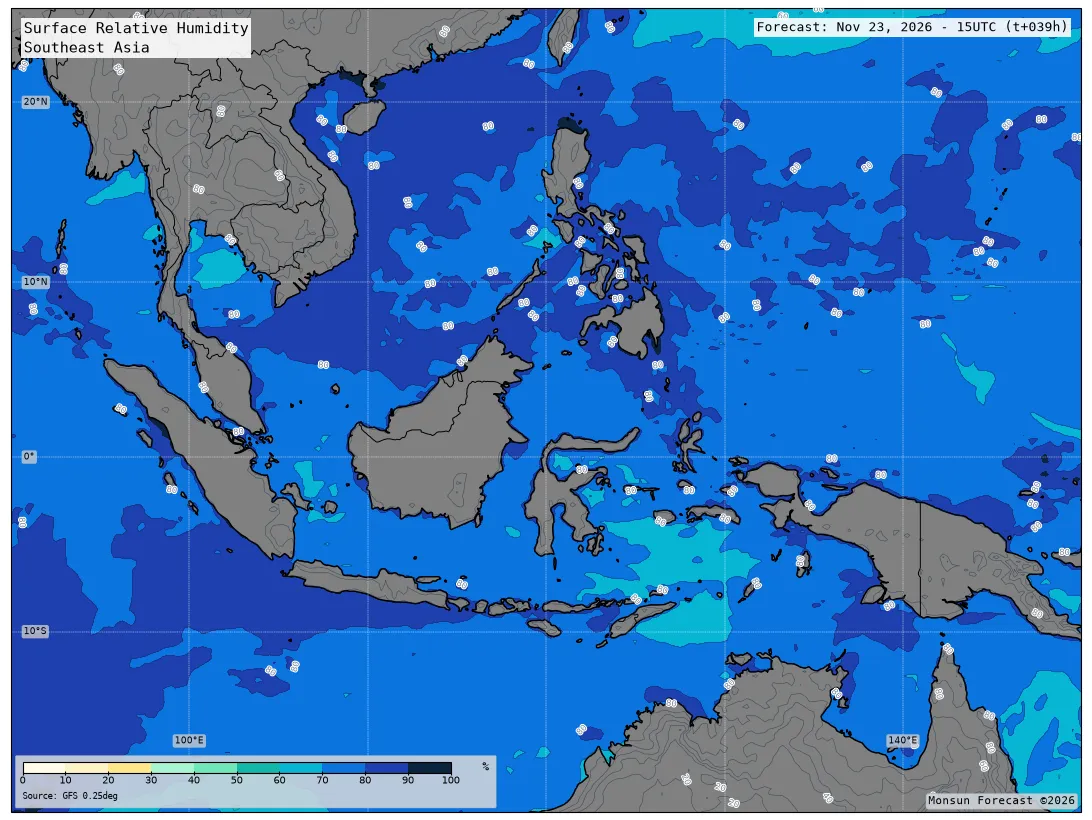 Surface Relative Humidity
Southeast Asia
Forecast: Nov 23, 2026 - 15UTC (t+039h)
20°N
10°N
0°
10°S
100°E
140°E
%
0 10 20 30 40 50 60 70 80 90 100
Source: GFS 0.25deg
Monsun Forecast ©2026